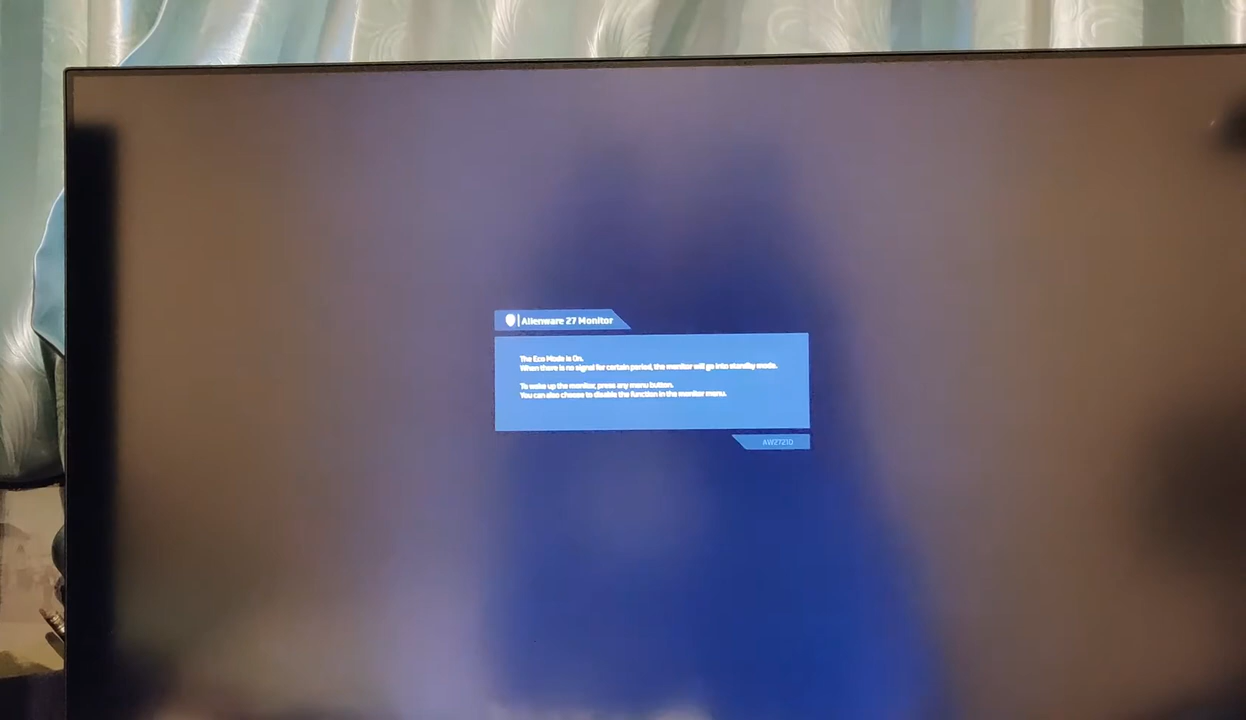 Alienware 27 Monitor
The Eco Mode is On.
When there is no signal for certain period, the monitor will go into standby mode.
To wake up the monitor, press any menu button.
You can also choose to disable the function in the monitor menu.
AW2721D